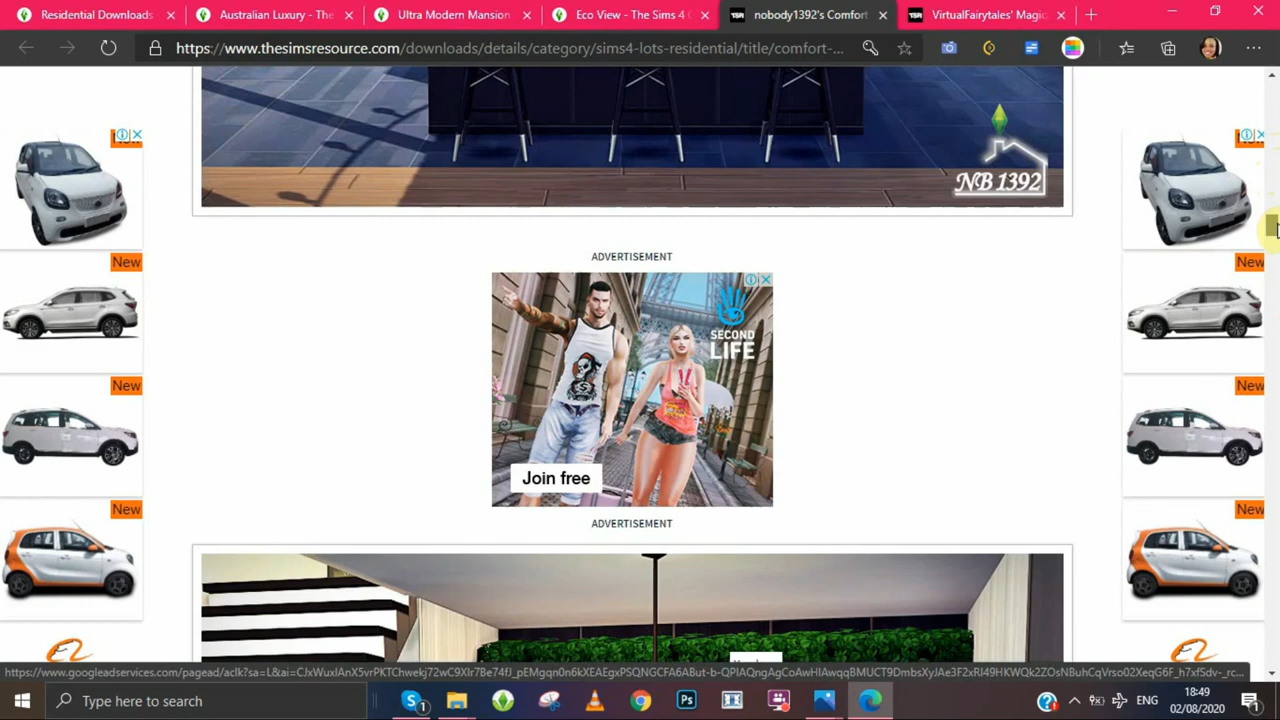 Residential Downloads
Australian Luxury - The
Ultra Modern Mansion
Eco View - The Sims 4
nobody1392's Comfort
VirtualFairytales' Magic
https://www.thesimsresource.com/downloads/details/category/sims4-lots-residential/title/comfort-...
NB 1392
ADVERTISEMENT
New
New
SECOND
LIFE
New
New
Join free
New
New
ADVERTISEMENT
Type here to search
ENG
18:49
02/08/2020